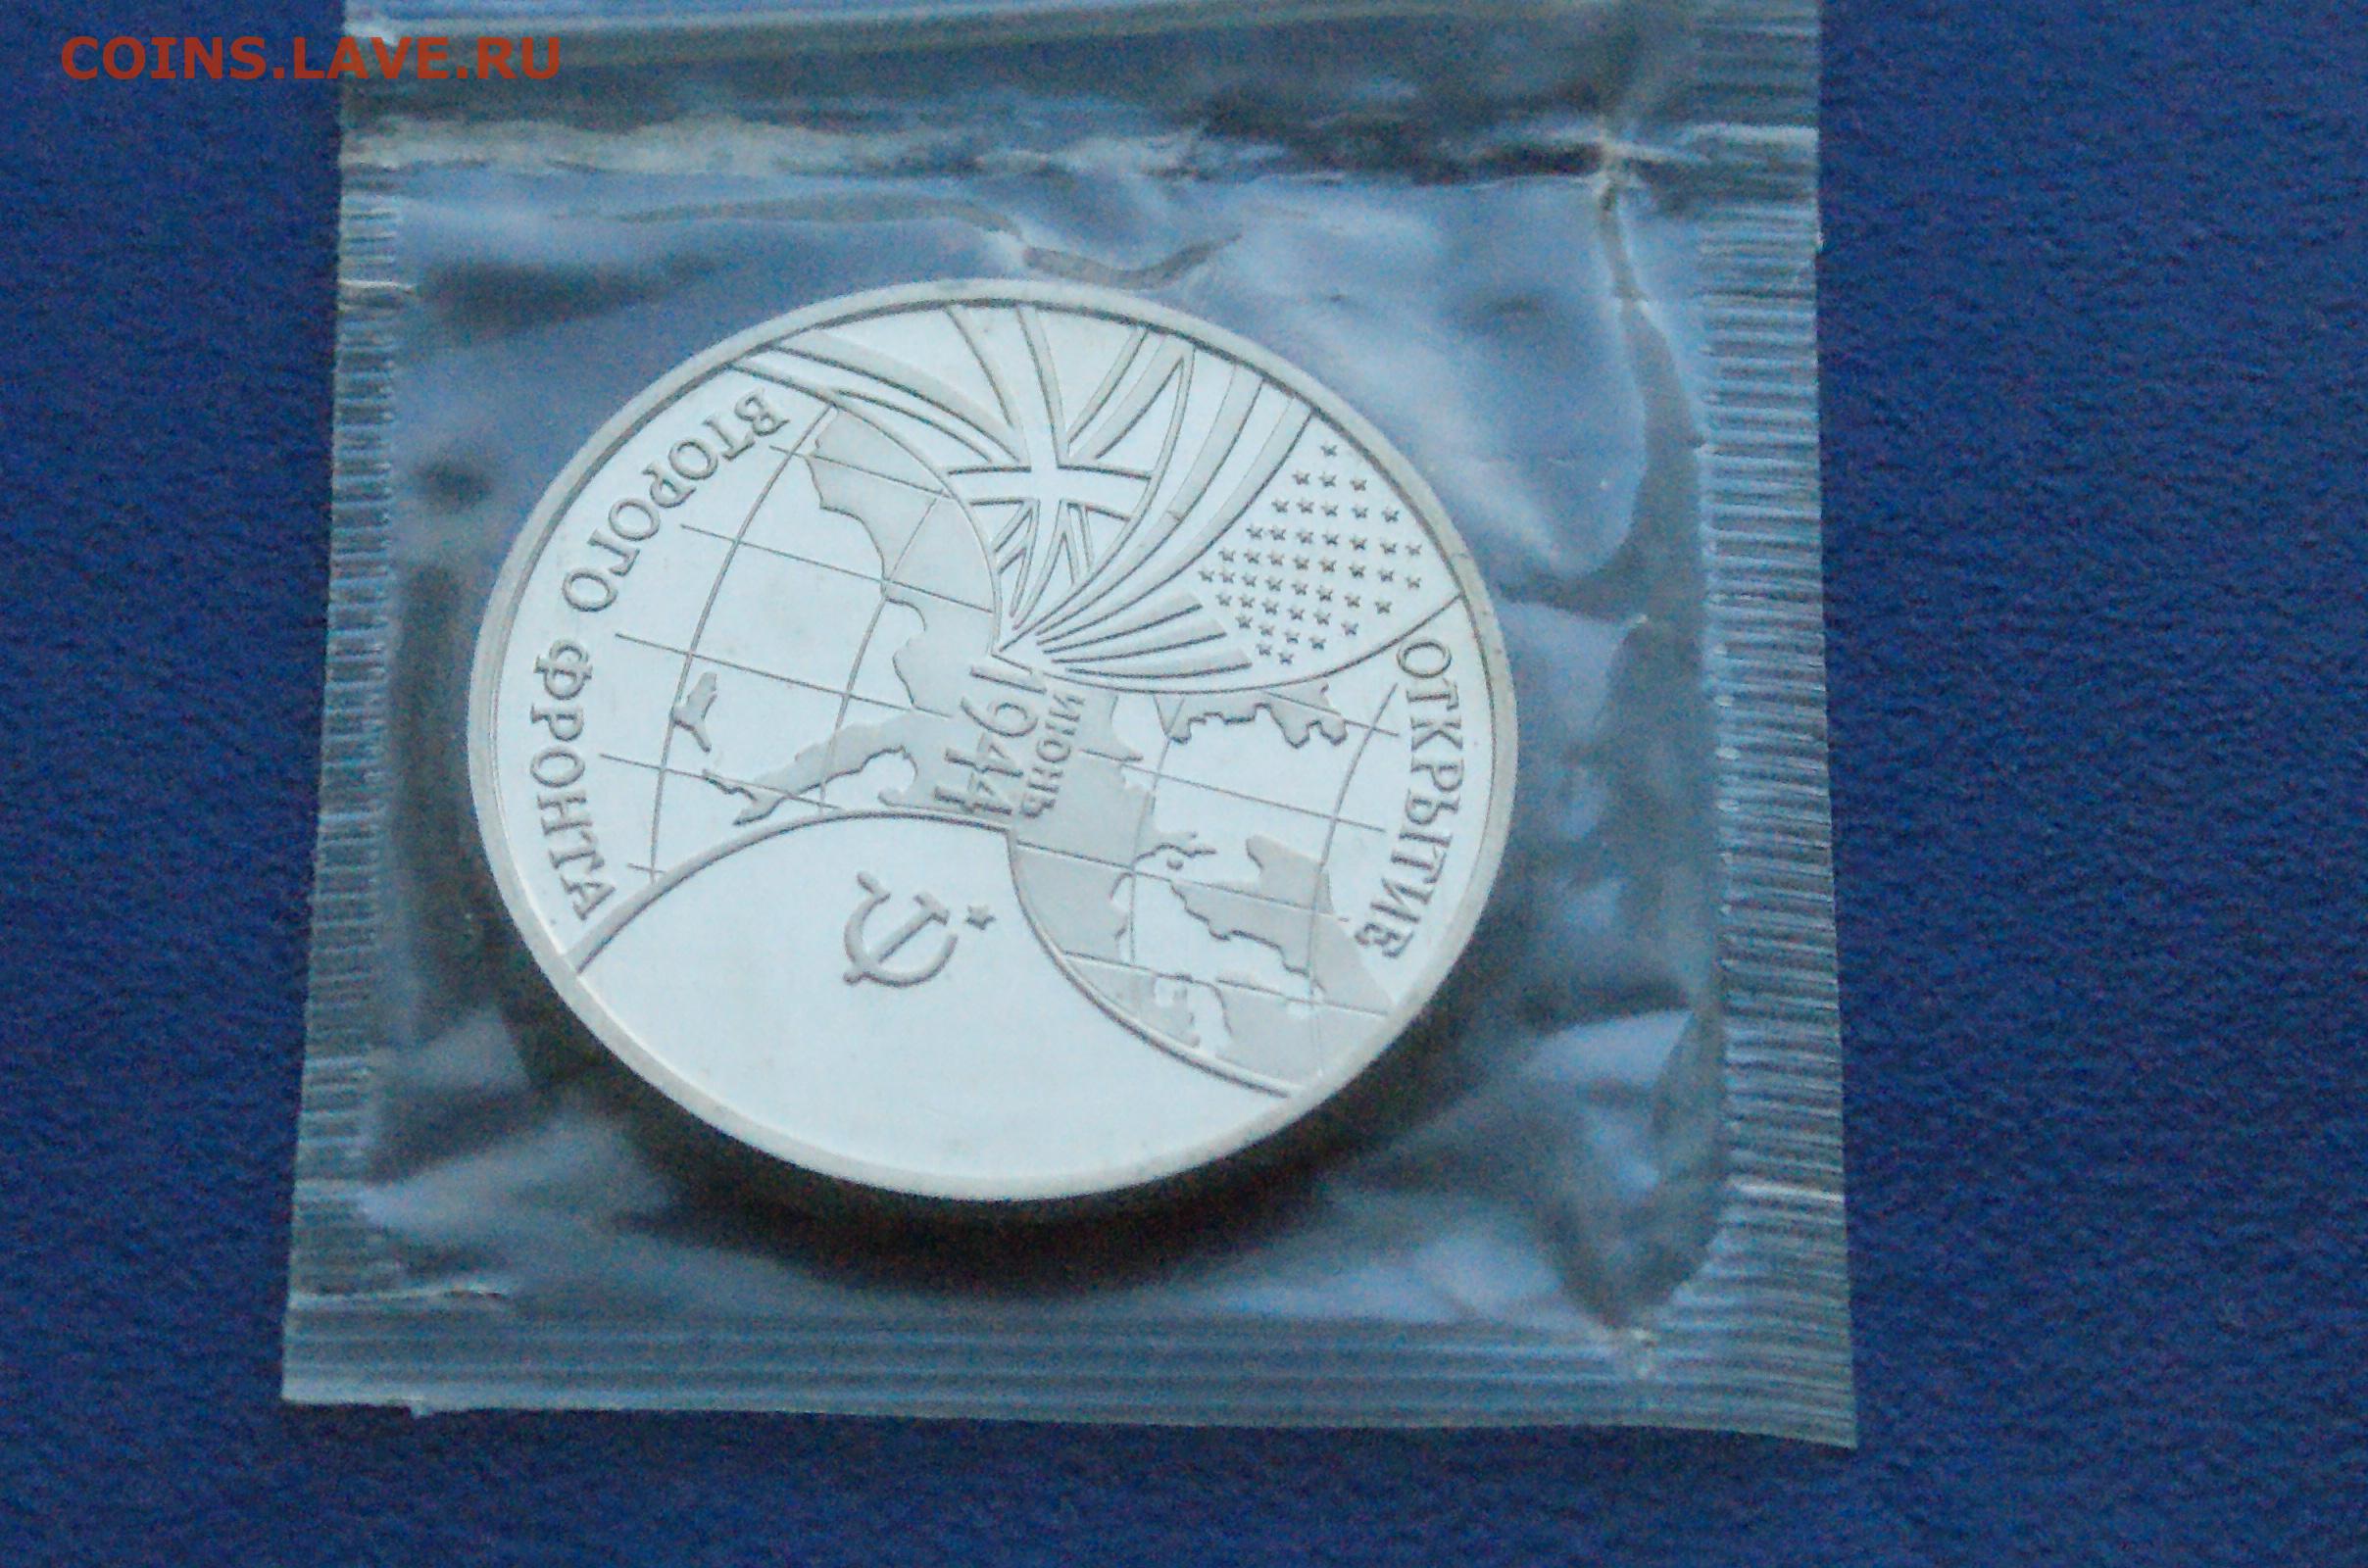 COINS.LAVE.RU
ОТКРЫТИЕ
ИЮНЬ
1944
ВТОРОГО ФРОНТА